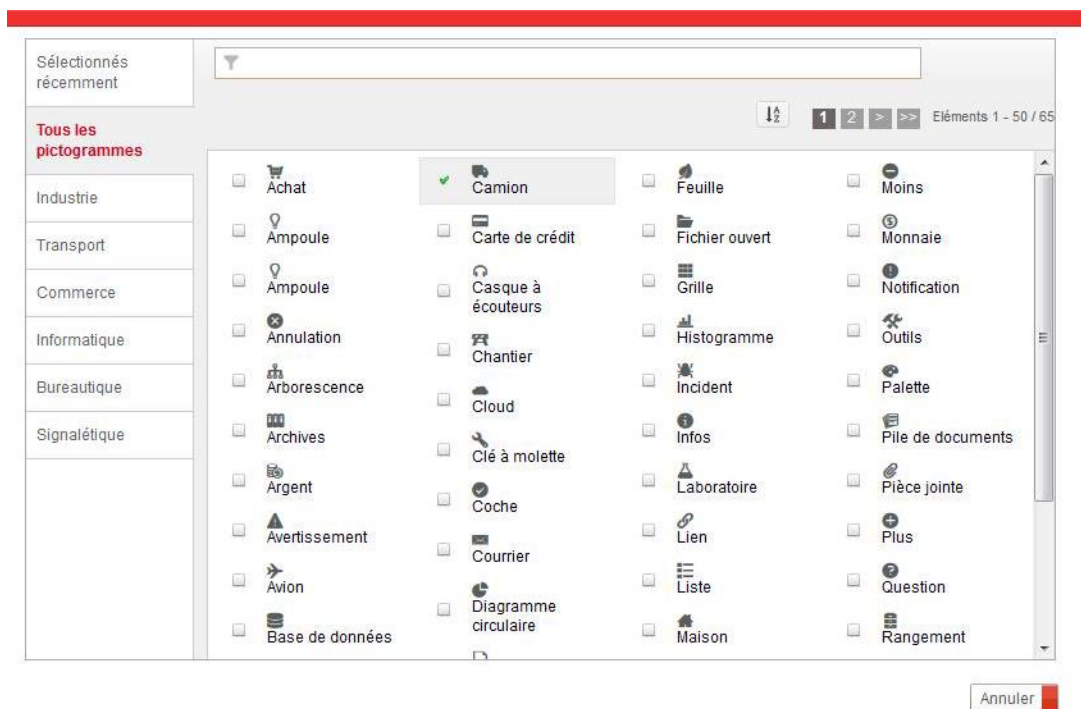 Sélectionnés
récemment
Tous les
pictogrammes
Industrie
Transport
Commerce
Informatique
Bureautique
Signalétique
1 2 > >> Eléments 1 - 50 / 65
Achat
Ampoule
Ampoule
Annulation
Arborescence
Archives
Argent
Avertissement
Avion
Base de données
Camion
Carte de crédit
Casque à
écouteurs
Chantier
Cloud
Clé à molette
Coche
Courrier
Diagramme
circulaire
Feuille
Fichier ouvert
Grille
Histogramme
Incident
Infos
Laboratoire
Lien
Liste
Maison
Moins
Monnaie
Notification
Outils
Palette
Pile de documents
Pièce jointe
Plus
Question
Rangement
Annuler